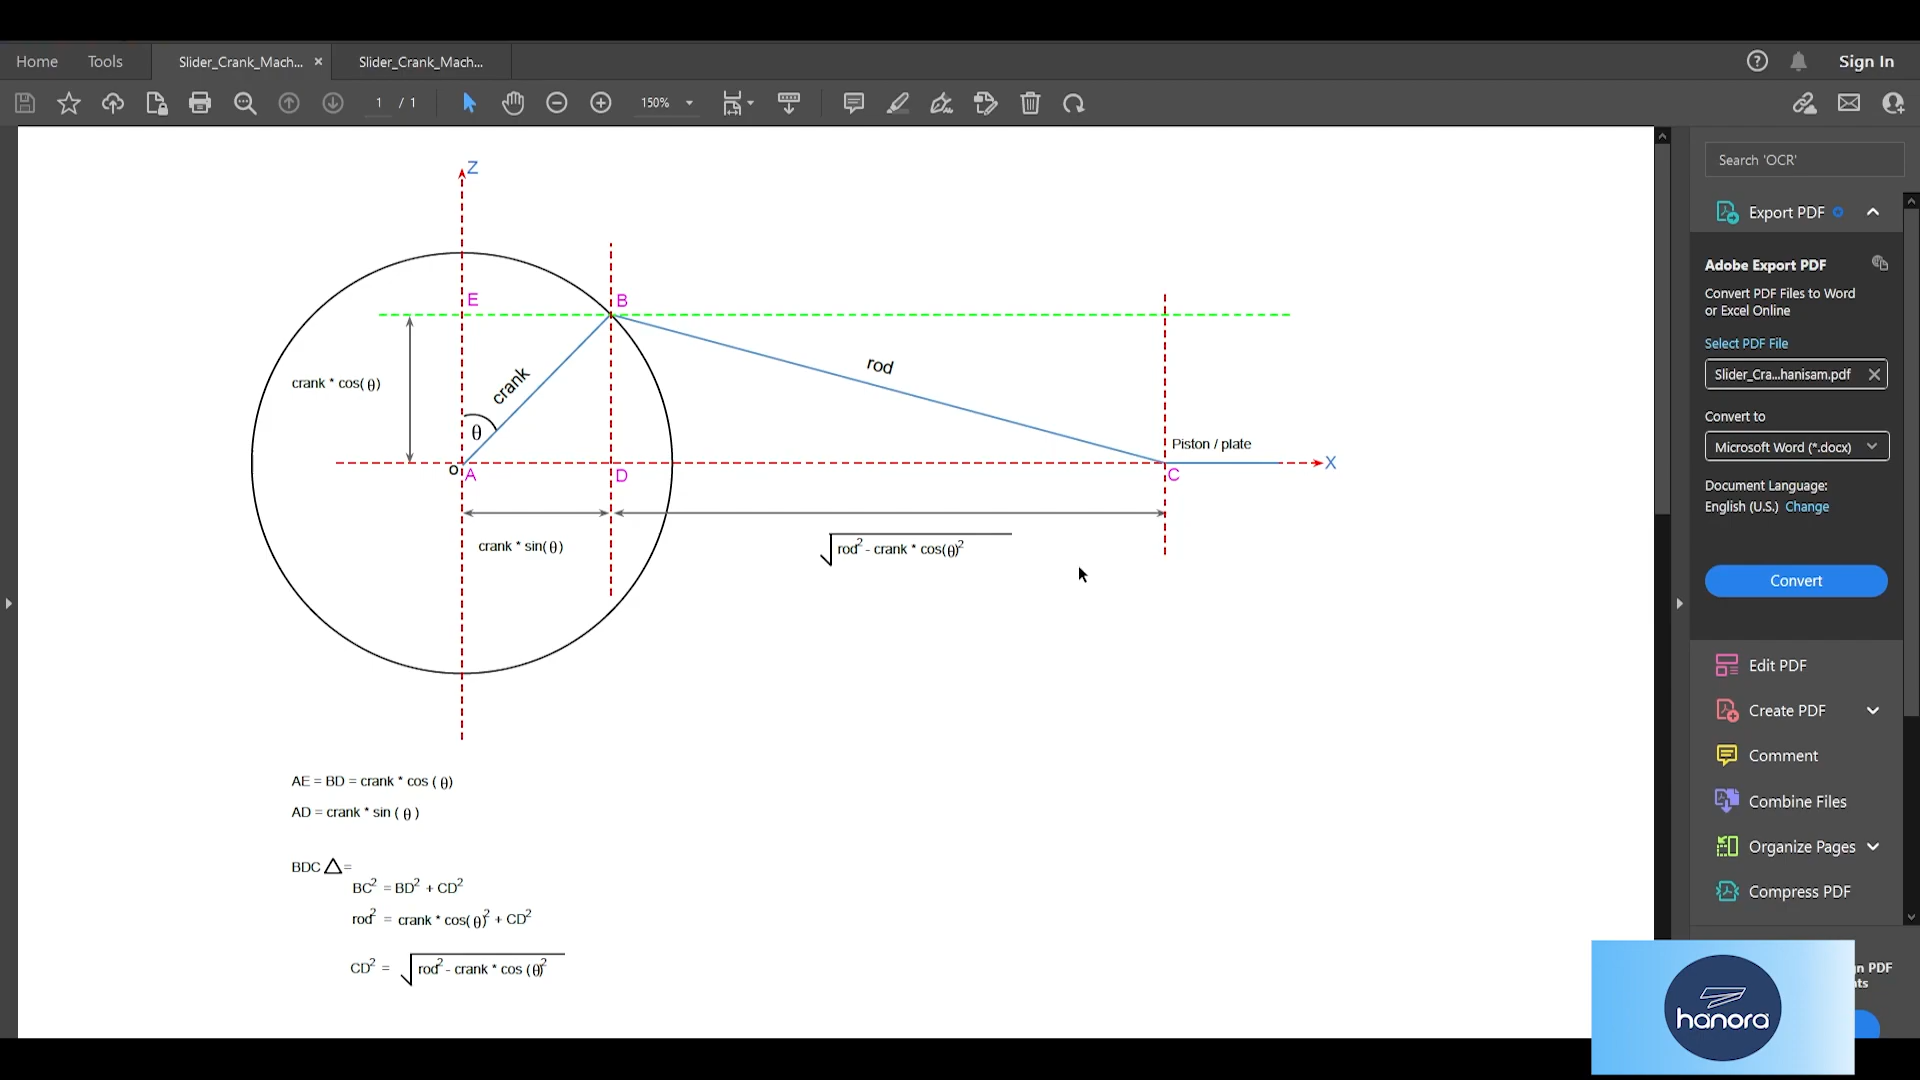 Home Tools Slider_Crank_Mach... Slider_Crank_Mach... Sign In
1 / 1 150%
Search 'OCR'
Export PDF
Adobe Export PDF
Convert PDF Files to Word
or Excel Online
Select PDF File
Slider_Cra...hanisam.pdf
Convert to
Microsoft Word (*.docx)
Document Language:
English (U.S.) Change
Convert
Edit PDF
Create PDF
Comment
Combine Files
Organize Pages
Compress PDF
n PDF
nts
hanora
Z
E
B
crank * cos( θ)
crank
rod
θ
Piston / plate
O
A
D
C
X
crank * sin(θ)
√rod² - crank * cos(θ)²
AE = BD = crank * cos ( θ)
AD = crank * sin ( θ )
BDC △=
BC² = BD² + CD²
rod² = crank * cos( θ)² + CD²
CD² = √rod² - crank * cos (θ)²